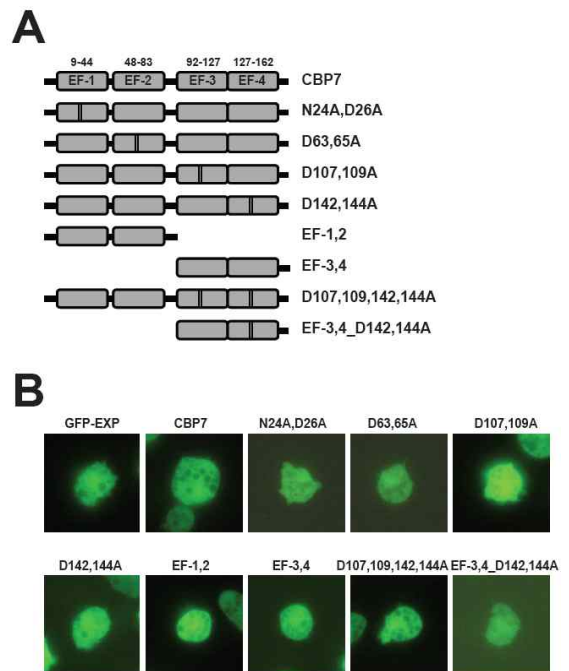 A
9-44 48-83 92-127 127-162
EF-1 EF-2 EF-3 EF-4 CBP7
N24A,D26A
D63,65A
D107,109A
D142,144A
EF-1,2
EF-3,4
D107,109,142,144A
EF-3,4_D142,144A
B
GFP-EXP CBP7 N24A,D26A D63,65A D107,109A
D142,144A EF-1,2 EF-3,4 D107,109,142,144A EF-3,4_D142,144A